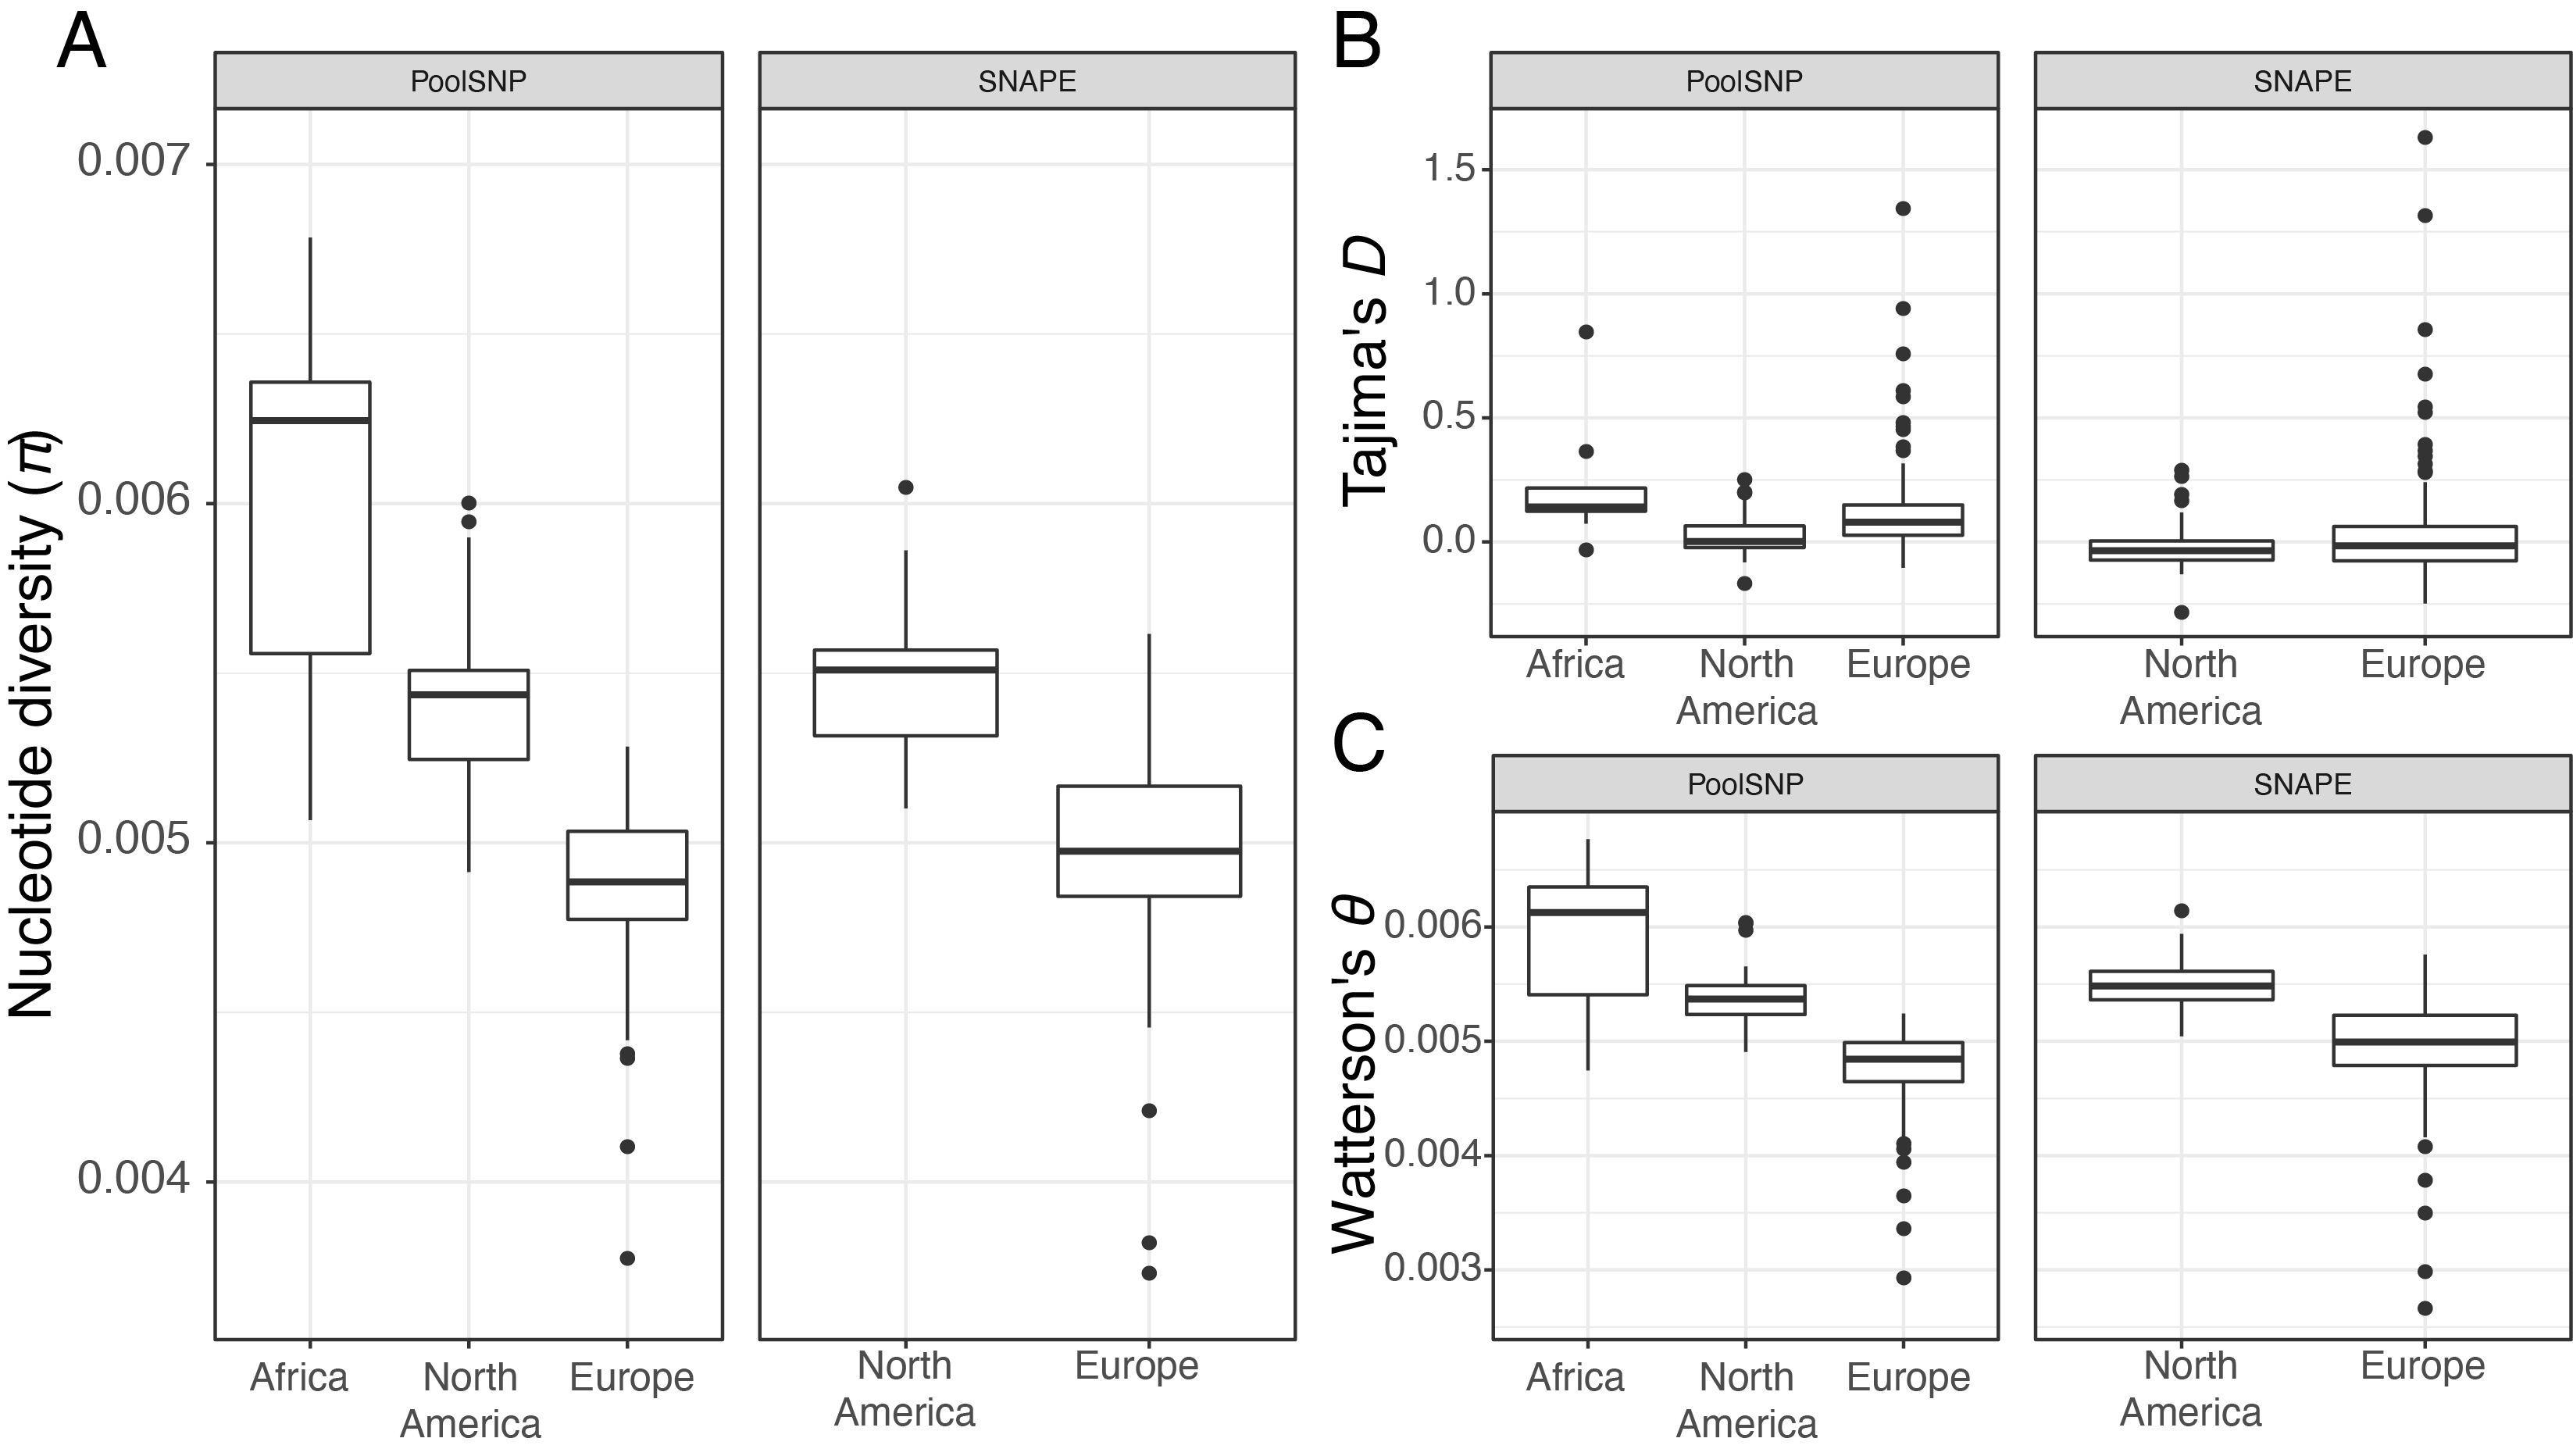 A
PoolSNP
SNAPE
Nucleotide diversity (π)
0.007
0.006
0.005
0.004
Africa
North
America
Europe
North
America
Europe
B
PoolSNP
SNAPE
Tajima's D
1.5
1.0
0.5
0.0
Africa
North
America
Europe
North
America
Europe
C
PoolSNP
SNAPE
Watterson's θ
0.006
0.005
0.004
0.003
Africa
North
America
Europe
North
America
Europe